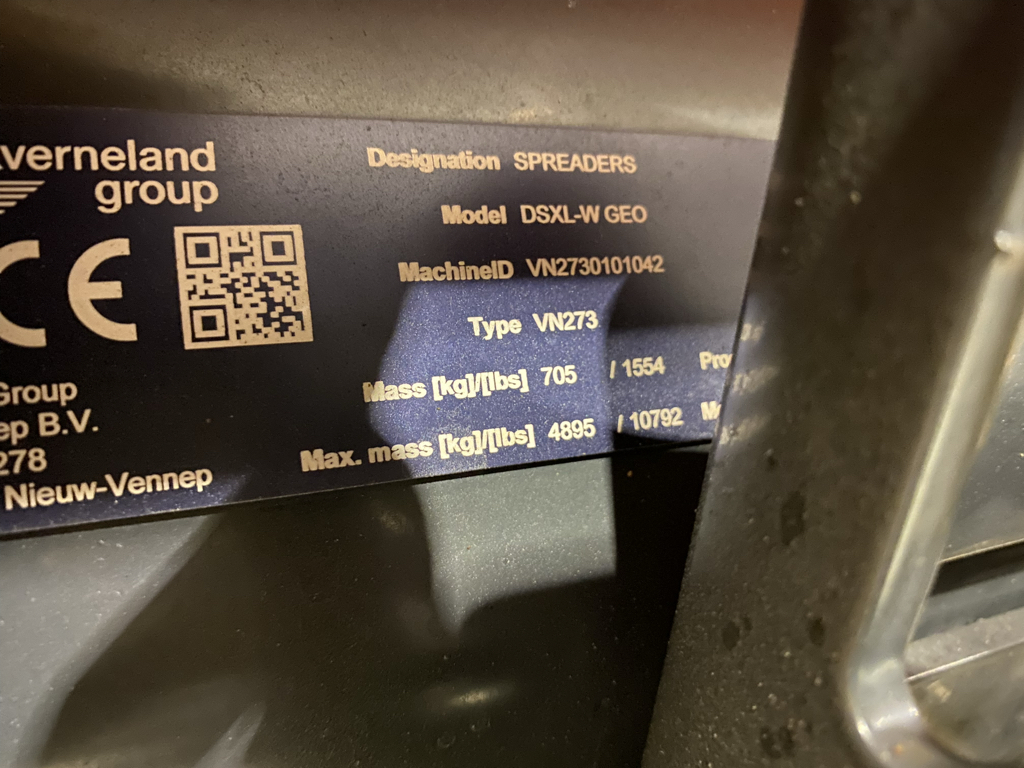 verneland
group
CE
Group
ep B.V.
278
Nieuw-Vennep
Designation SPREADERS
Model DSXL-W GEO
MachineID VN2730101042
Type VN273
Mass [kg]/[lbs] 705 / 1554
Max. mass [kg]/[lbs] 4895 / 10792